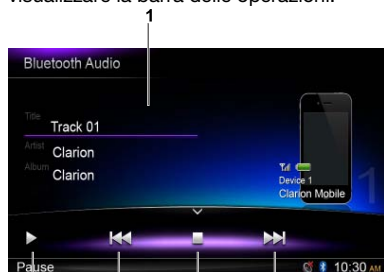 visualizzare la barra delle operazioni.
1
Bluetooth Audio
Title
Track 01
Artist
Clarion
Album
Clarion
Device 1
Clarion Mobile
1
Pause
10:30 AM